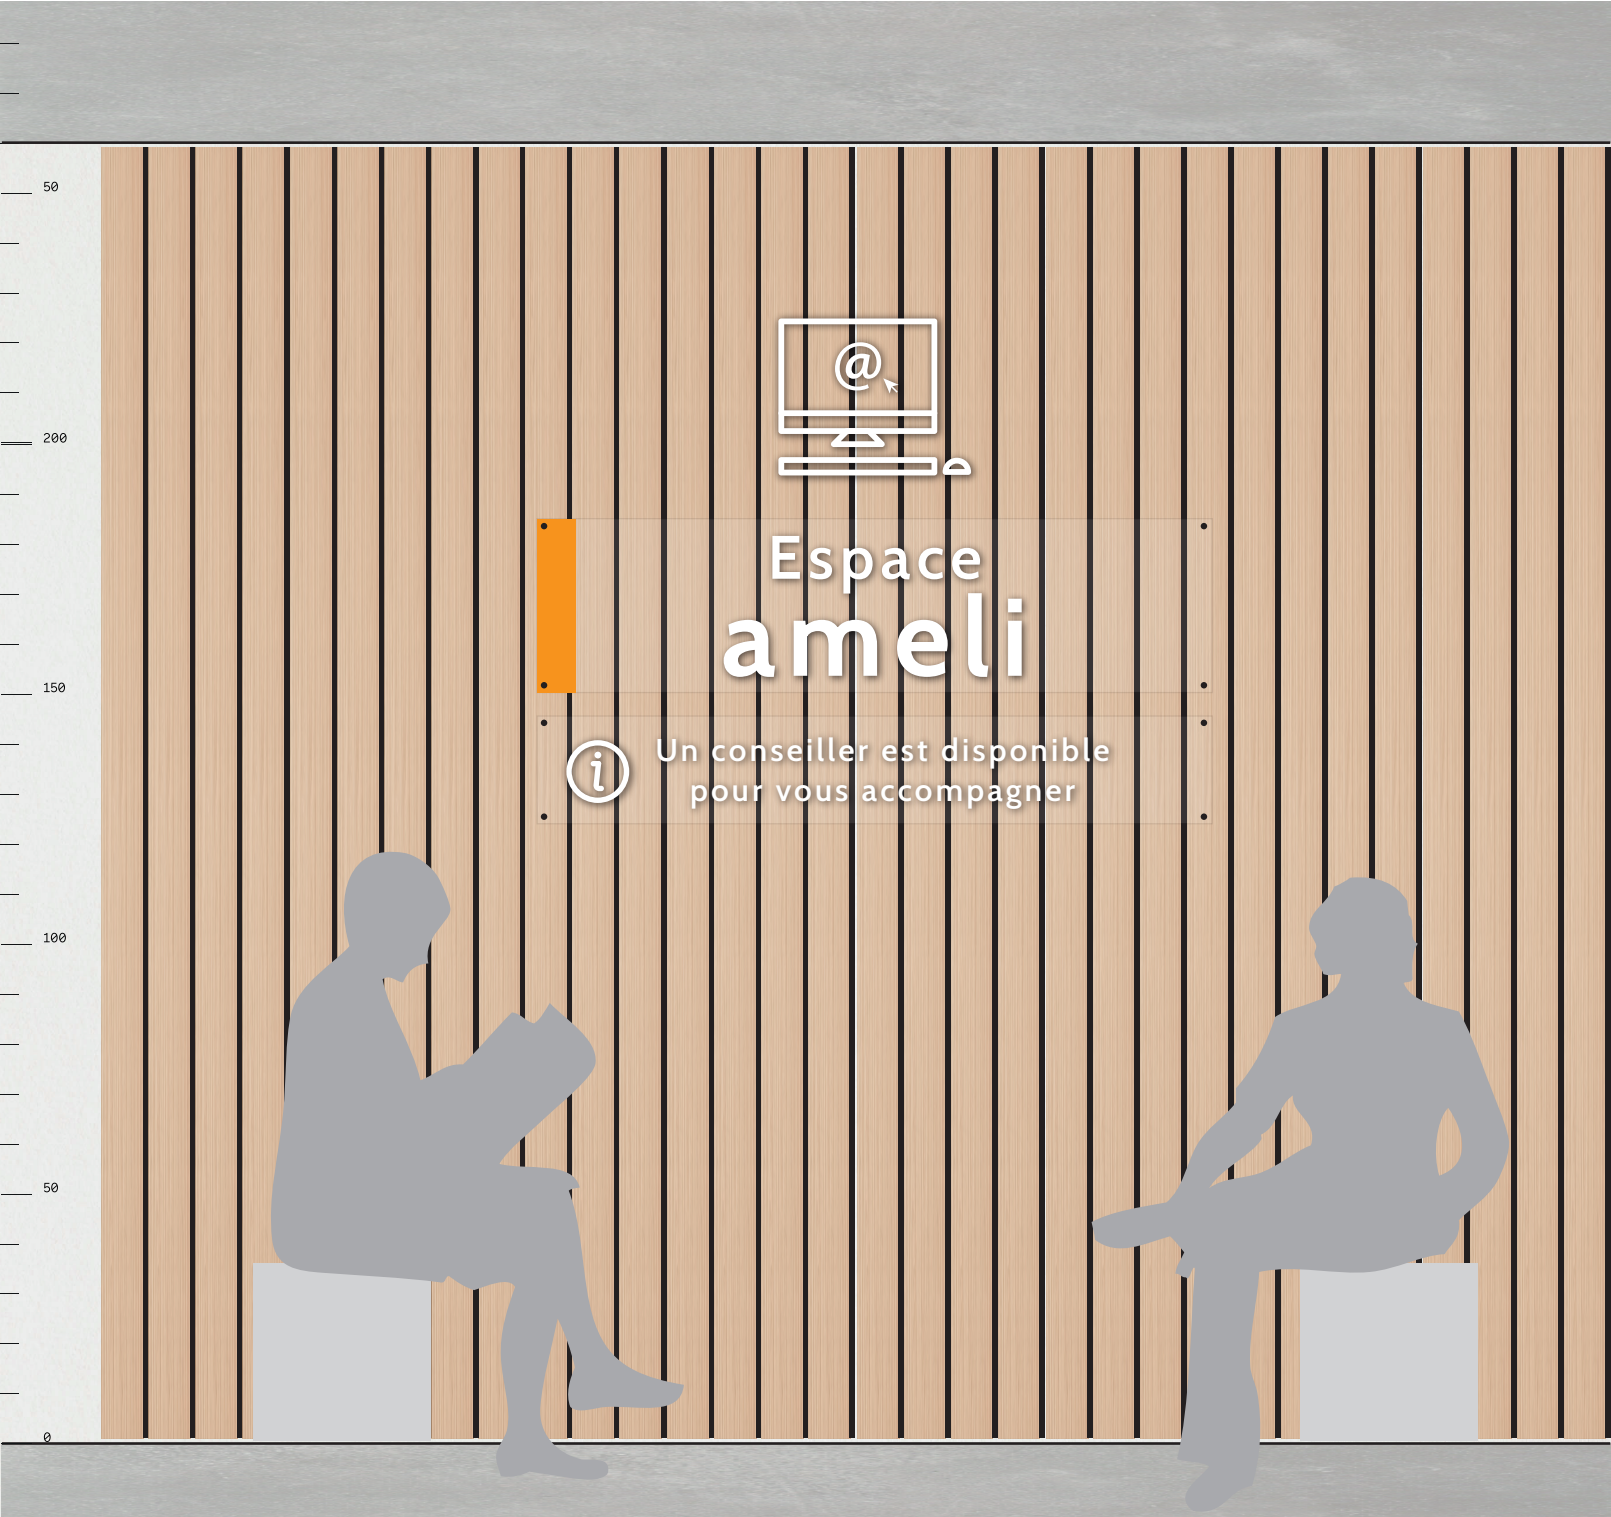 50
200
@
Espace
ameli
150
Un conseiller est disponible
pour vous accompagner
100
50
0